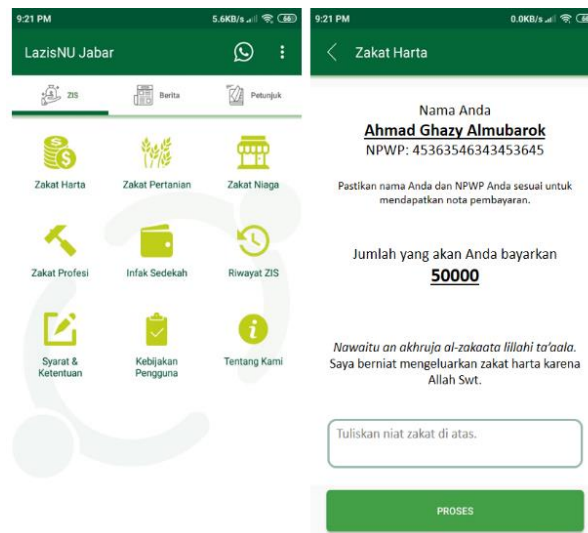 9:21 PM
5.6KB/s
66
LazisNU Jabar
ZIS
Berita
Petunjuk
Zakat Harta
Zakat Pertanian
Zakat Niaga
Zakat Profesi
Infak Sedekah
Riwayat ZIS
Syarat &
Ketentuan
Kebijakan
Pengguna
Tentang Kami
9:21 PM
0.0KB/s
Zakat Harta
Nama Anda
Ahmad Ghazy Almubarok
NPWP: 45363546343453645
Pastikan nama Anda dan NPWP Anda sesuai untuk
mendapatkan nota pembayaran.
Jumlah yang akan Anda bayarkan
50000
Nawaitu an akhruja al-zakaata lillahi ta'aala.
Saya berniat mengeluarkan zakat harta karena
Allah Swt.
Tuliskan niat zakat di atas.
PROSES